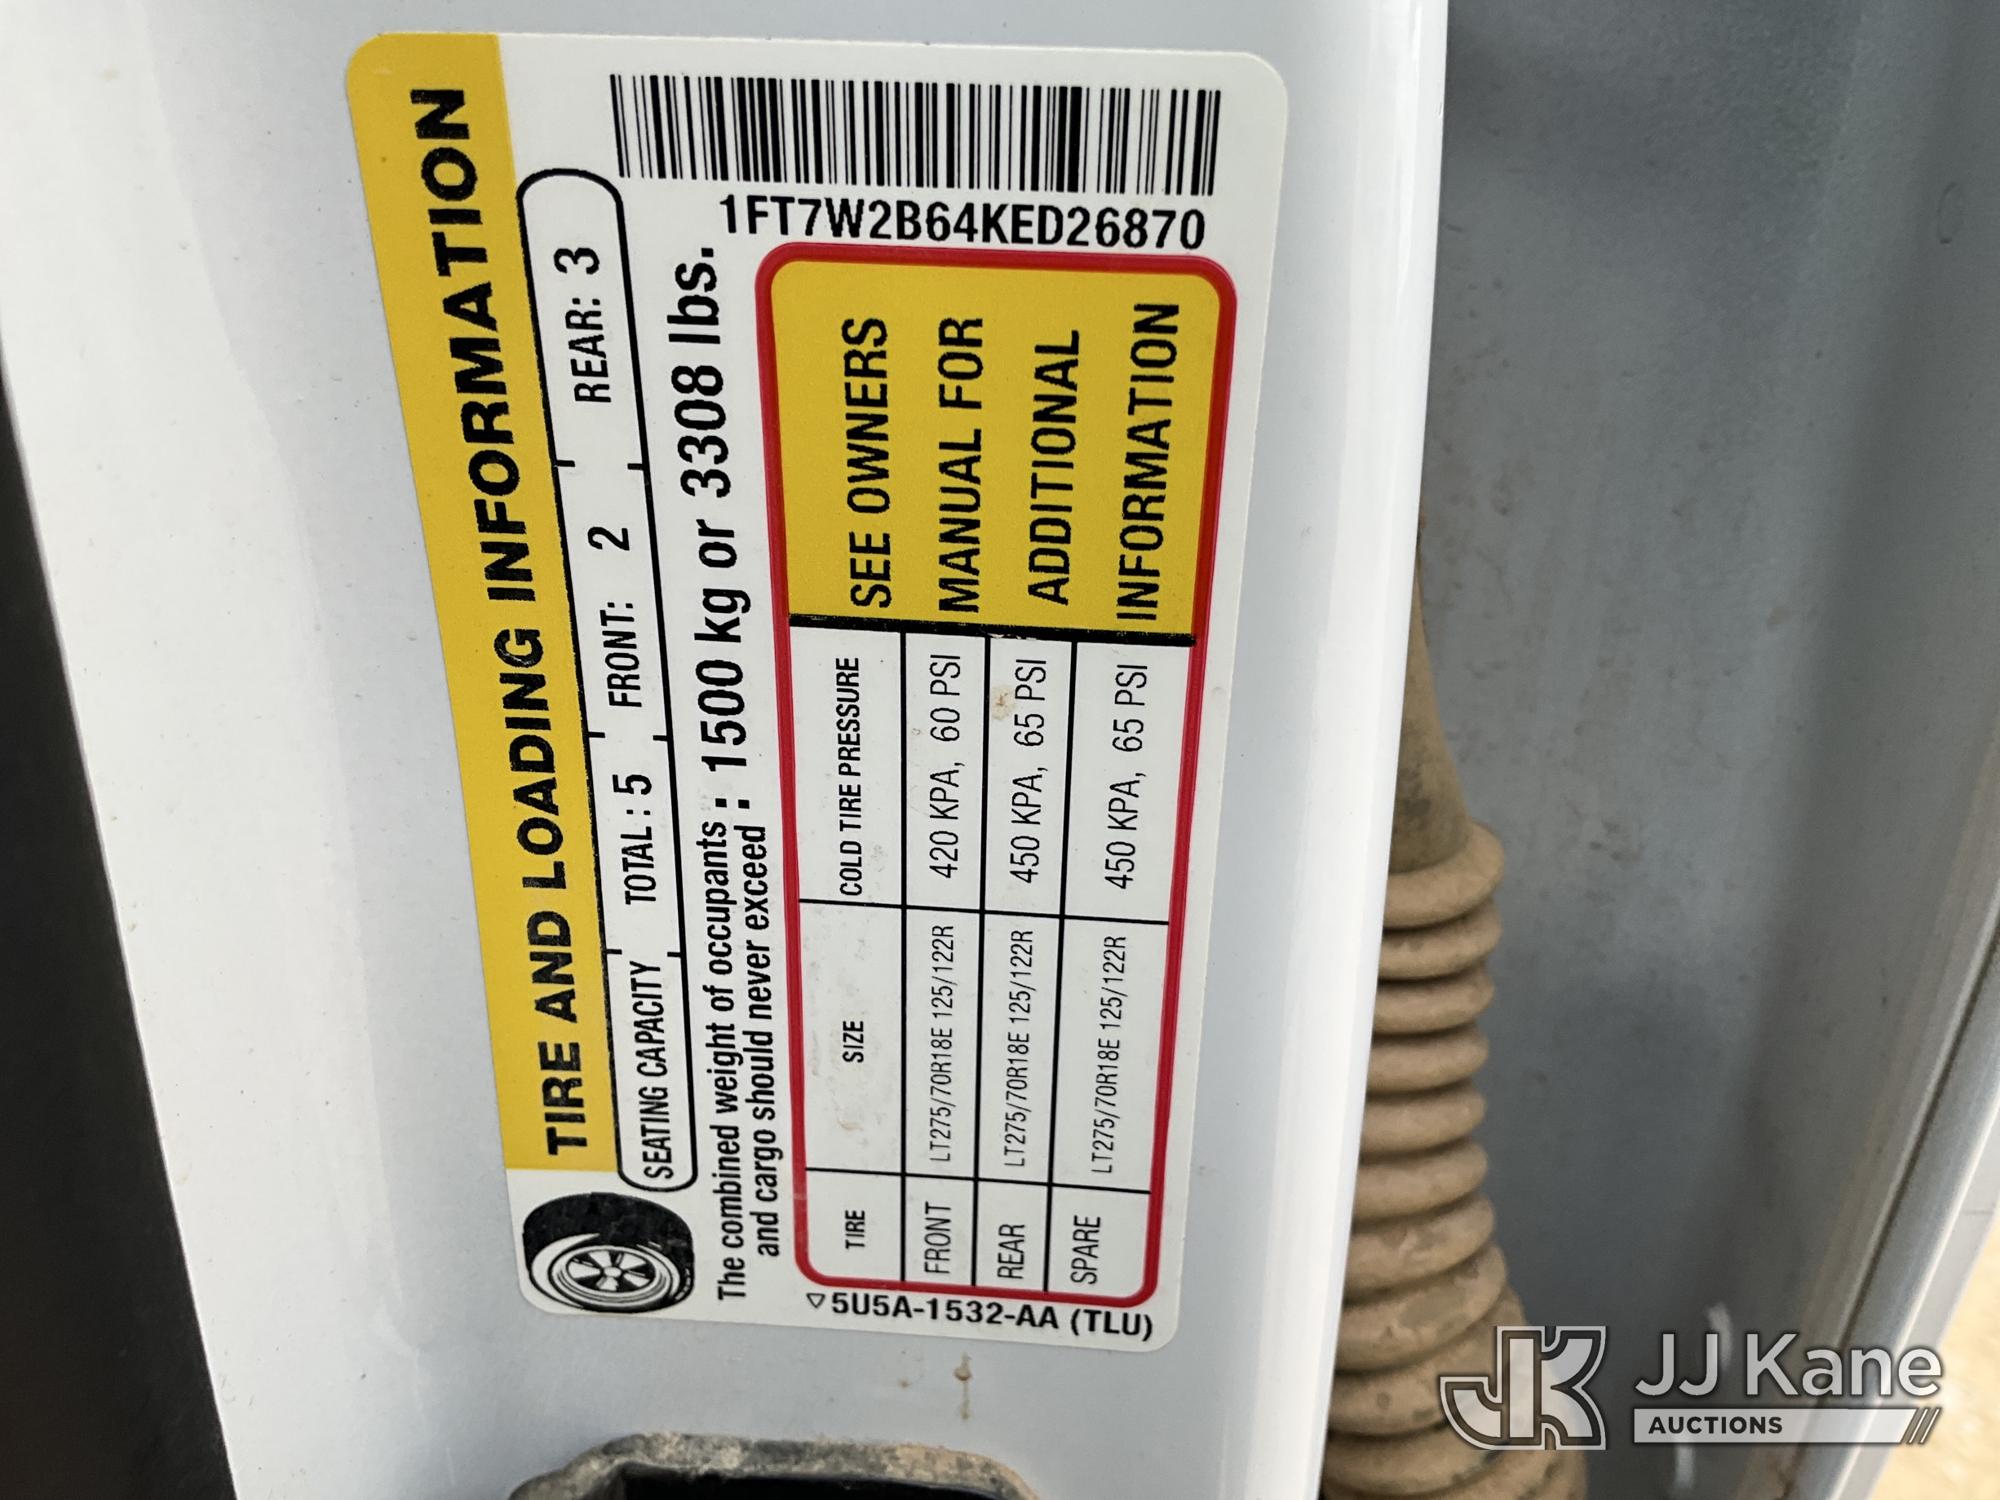 TIRE AND LOADING INFORMATION
SEATING CAPACITY TOTAL : 5 FRONT: 2 REAR: 3
The combined weight of occupants : 1500 kg or 3308 lbs.
and cargo should never exceed :
1FT7W2B64KED26870
TIRE SIZE COLD TIRE PRESSURE
FRONT LT275/70R18E 125/122R 420 KPA, 60 PSI
REAR LT275/70R18E 125/122R 450 KPA, 65 PSI
SPARE LT275/70R18E 125/122R 450 KPA, 65 PSI
SEE OWNERS
MANUAL FOR
ADDITIONAL
INFORMATION
5U5A-1532-AA (TLU)
JK JJ Kane
AUCTIONS